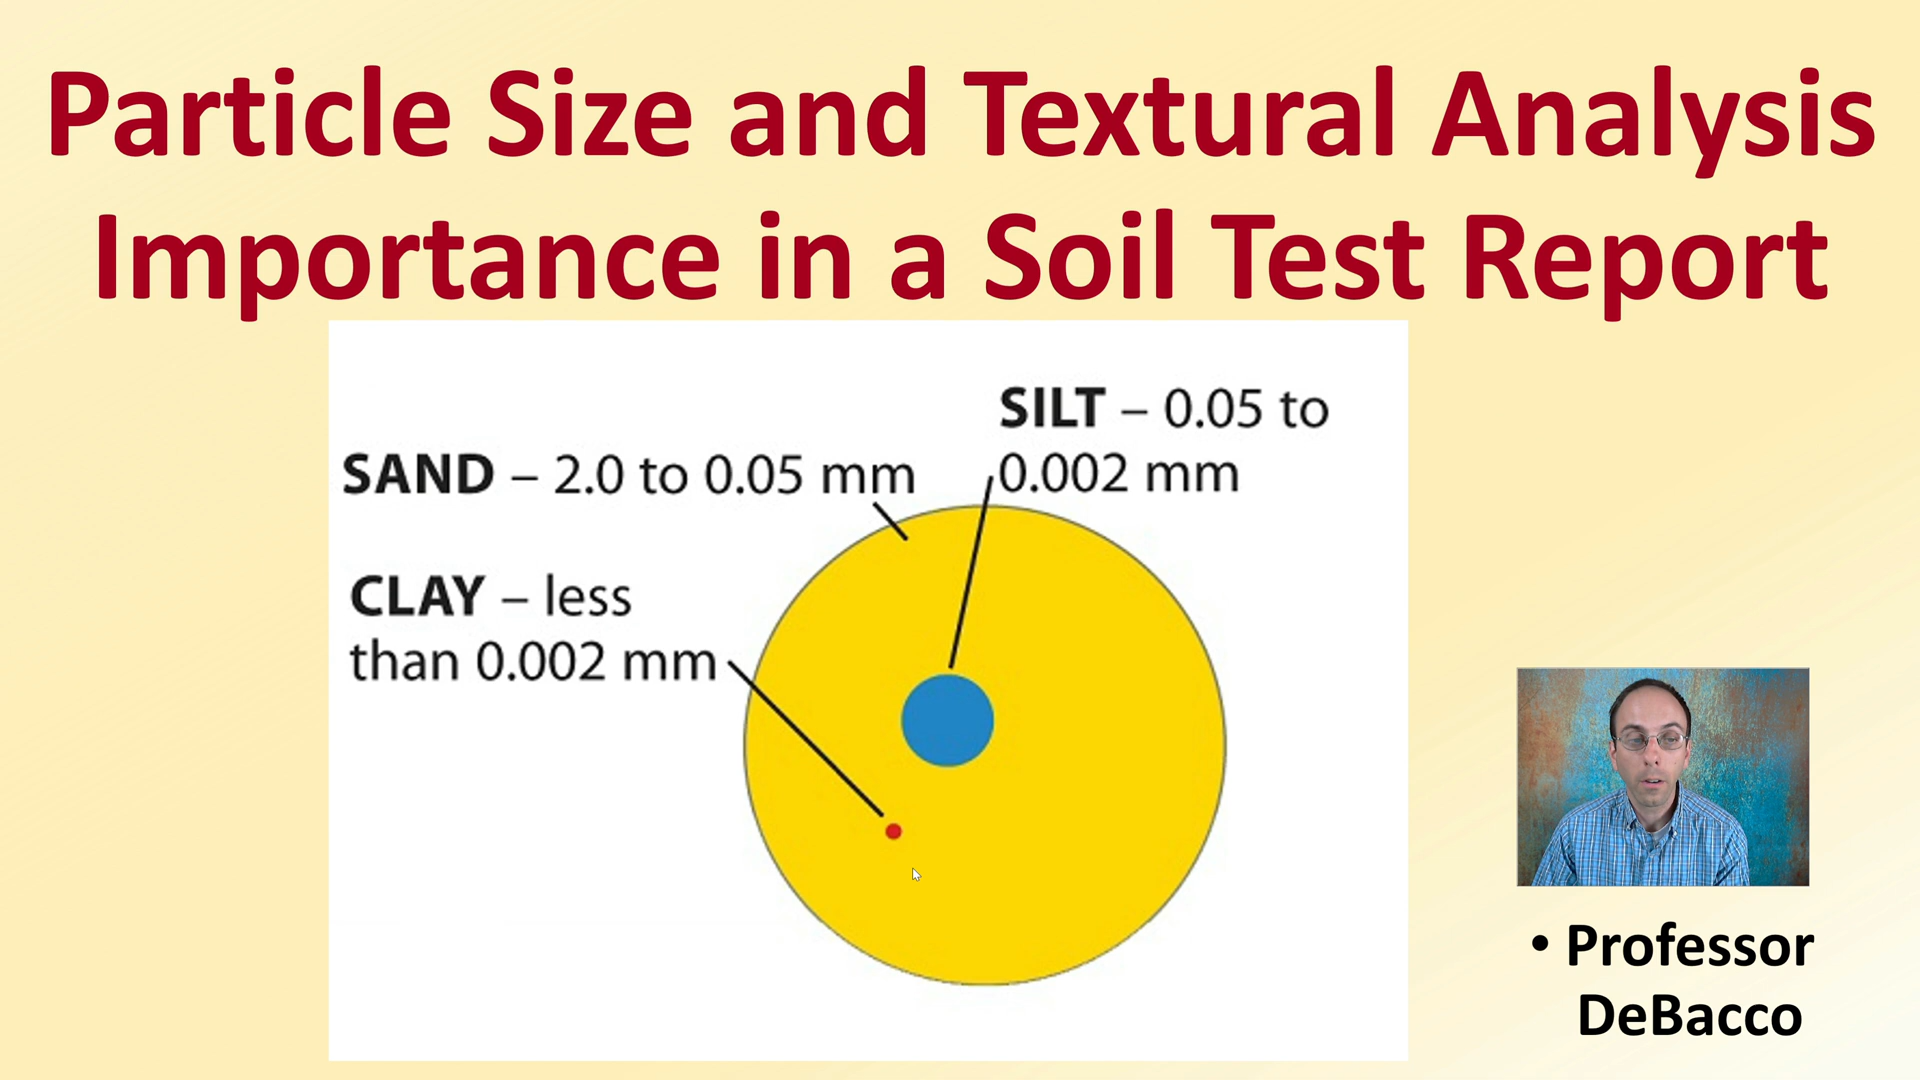 Particle Size and Textural Analysis
Importance in a Soil Test Report
SILT – 0.05 to
0.002 mm
SAND – 2.0 to 0.05 mm
CLAY – less
than 0.002 mm
• Professor
DeBacco